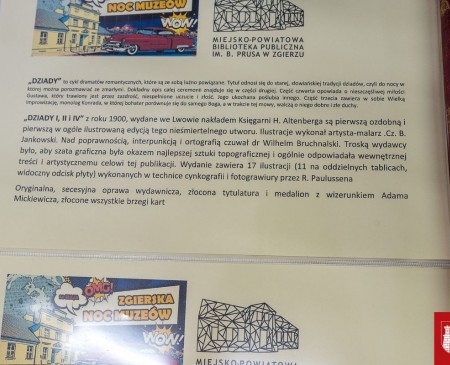 NOC MUZEÓW
WOW!
MIEJSKO-POWIATOWA
BIBLIOTEKA PUBLICZNA
IM. B. PRUSA W ZGIERZU
„DZIADY” to cykl dramatów romantycznych, które są ze sobą luźno powiązane. Tytuł odnosi się do starej, słowiańskiej tradycji dziadów, czyli do nocy w
której można porozmawiać ze zmarłymi. Dokładny opis całej ceremonii znajduje się w części drugiej. Część czwarta opowiada o nieszczęśliwej miłości
Gustawa, który trawiony jest przez zazdrość, niespełnione uczucie i złość. Jego ukochana poślubia innego. Część trzecia zawiera w sobie Wielką
Improwizację, monolog Konrada, w której bohater porównuje się do samego Boga, a w trakcie tej mowy, walczą o niego dobre i złe duchy.
„DZIADY I, II i IV” z roku 1900, wydane we Lwowie nakładem Księgarni H. Altenberga są pierwszą ozdobną i
pierwszą w ogóle ilustrowaną edycją tego nieśmiertelnego utworu. Ilustracje wykonał artysta-malarz .Cz. B.
Jankowski. Nad poprawnością, interpunkcją i ortografią czuwał dr Wilhelm Bruchnalski. Troską wydawcy
było, aby szata graficzna była okazem najlepszej sztuki topograficznej i ogólnie odpowiadała wewnętrznej
treści i artystycznemu celowi tej publikacji. Wydanie zawiera 17 ilustracji (11 na oddzielnych tablicach,
widoczny odcisk płyty) wykonanych w technice cynkografii i fotograwiury przez R. Paulussena
Oryginalna, secesyjna oprawa wydawnicza, złocona tytulatura i medalion z wizerunkiem Adama
Mickiewicza, złocone wszystkie brzegi kart
OMG!
ZGIERSKA
NOC MUZEÓW
WOW!
MIEJSKO-POWIATOWA